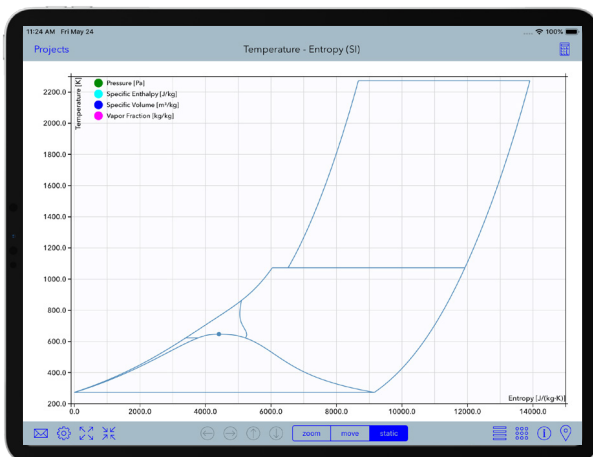 11:24 AM Fri May 24
100%
Projects
Temperature - Entropy (SI)
Temperature [K]
Pressure [Pa]
Specific Enthalpy [J/kg]
Specific Volume [m³/kg]
Vapor Fraction [kg/kg]
2200.0
2000.0
1800.0
1600.0
1400.0
1200.0
1000.0
800.0
600.0
400.0
200.0
Entropy [J/(kg·K)]
0.0 2000.0 4000.0 6000.0 8000.0 10000.0 12000.0 14000.0
zoom move static